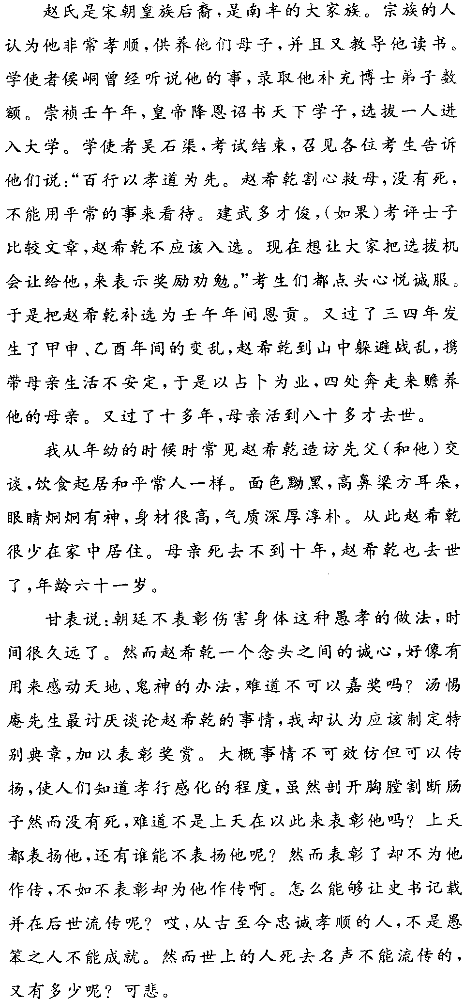 赵氏是宋朝皇族后裔,是南丰的大家族。宗族的人
认为他非常孝顺,供养他们母子,并且又教导他读书。
学使者侯峒曾经听说他的事,录取他补充博士弟子数
额。崇祯壬午年,皇帝降恩诏书天下学子,选拔一人进
入大学。学使者吴石渠,考试结束,召见各位考生告诉
他们说:“百行以孝道为先。赵希乾割心救母,没有死,
不能用平常的事来看待。建武多才俊,(如果)考评士子
比较文章,赵希乾不应该入选。现在想让大家把选拔机
会让给他,来表示奖励劝勉。”考生们都点头心悦诚服。
于是把赵希乾补选为壬午年间恩贡。又过了三四年发
生了甲申、乙酉年间的变乱,赵希乾到山中躲避战乱,携
带母亲生活不安定,于是以占卜为业,四处奔走来赡养
他的母亲。又过了十多年,母亲活到八十多才去世。
我从年幼的时候时常见赵希乾造访先父(和他)交
谈,饮食起居和平常人一样。面色黝黑,高鼻梁方耳朵,
眼睛炯炯有神,身材很高,气质深厚淳朴。从此赵希乾
很少在家中居住。母亲死去不到十年,赵希乾也去世
了,年龄六十一岁。
甘表说:朝廷不表彰伤害身体这种愚孝的做法,时
间很久远了。然而赵希乾一个念头之间的诚心,好像有
用来感动天地、鬼神的办法,难道不可以嘉奖吗?汤惕
庵先生最讨厌谈论赵希乾的事情,我却认为应该制定特
别典章,加以表彰奖赏。大概事情不可效仿但可以传
扬,使人们知道孝行感化的程度,虽然剖开胸膛割断肠
子然而没有死,难道不是上天在以此来表彰他吗?上天
都表扬他,还有谁能不表扬他呢?然而表彰了却不为他
作传,不如不表彰却为他作传啊。怎么能够让史书记载
并在后世流传呢?哎,从古至今忠诚孝顺的人,不是愚
笨之人不能成就。然而世上的人死去名声不能流传的,
又有多少呢?可悲。